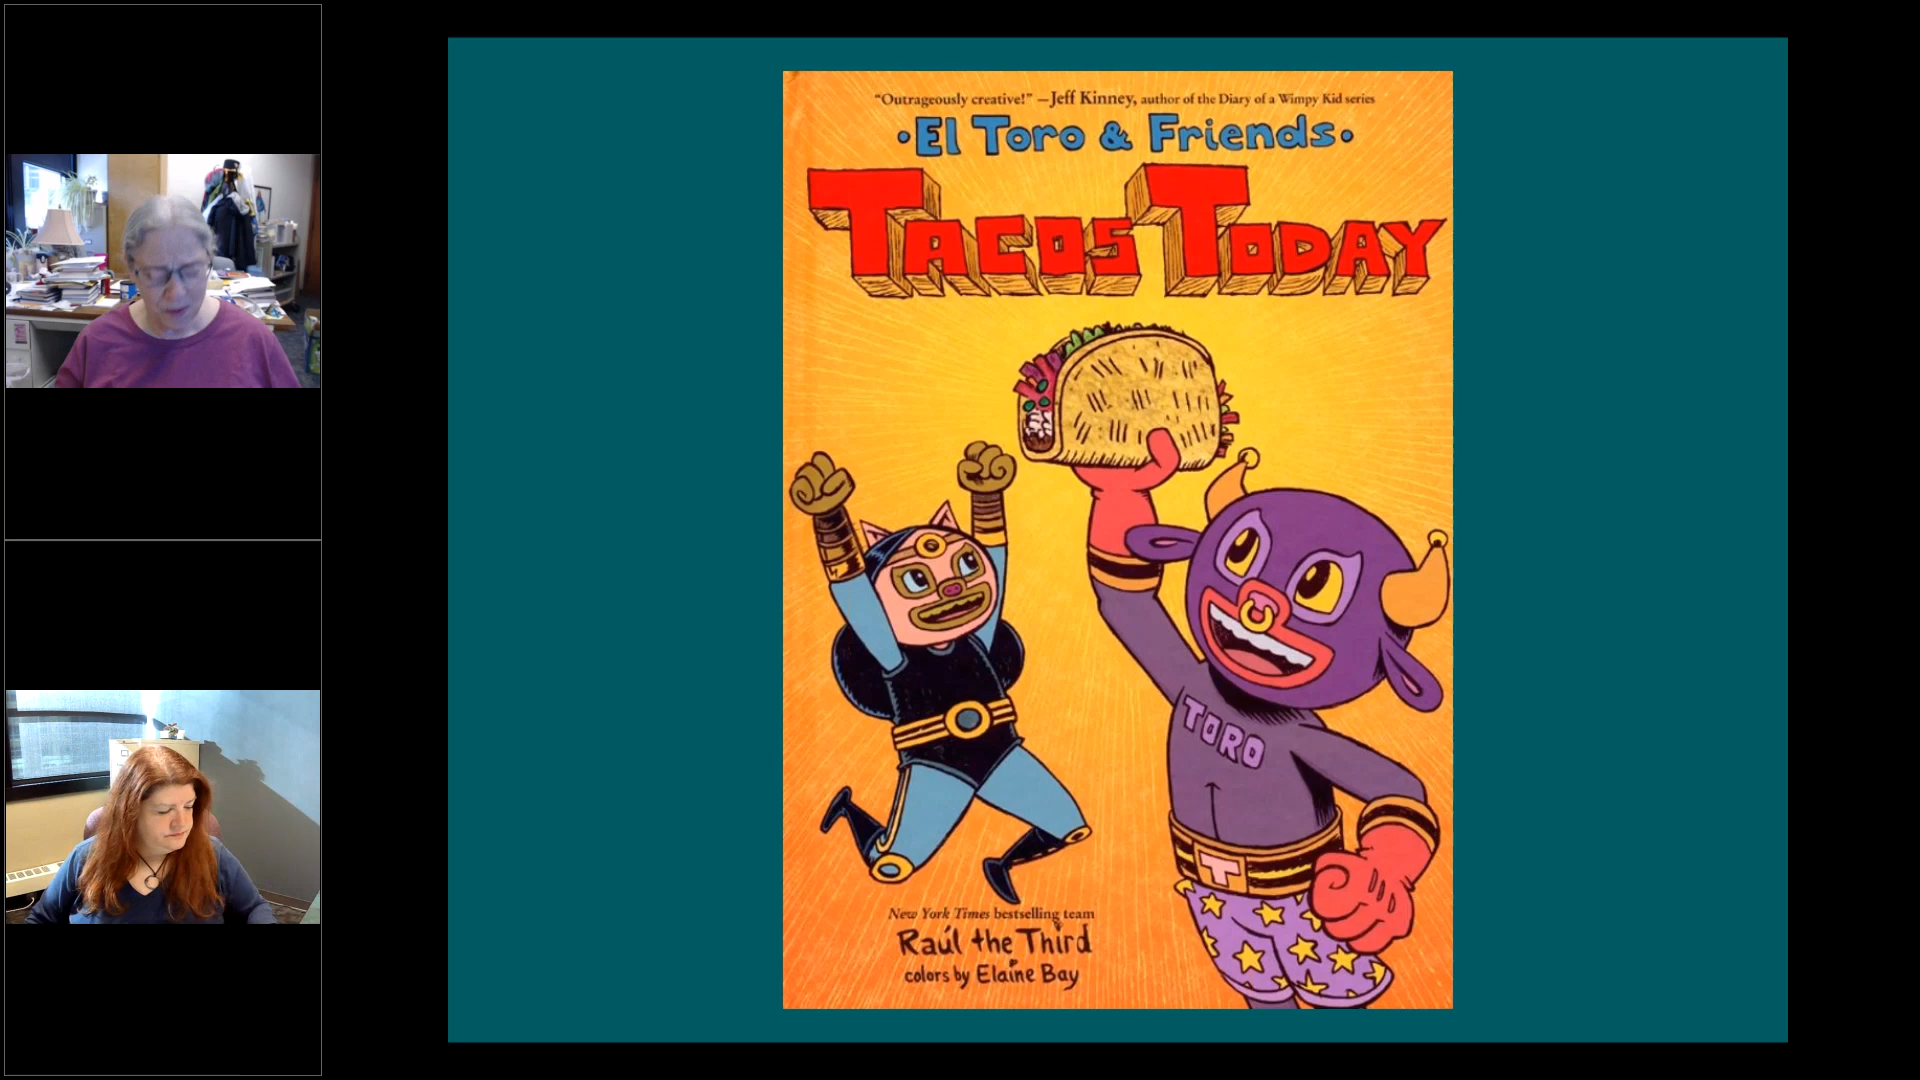 “Outrageously creative!” —Jeff Kinney, author of the Diary of a Wimpy Kid series
•El Toro & Friends•
TACOS TODAY
TORO
T
New York Times bestselling team
Raúl the Third
colors by Elaine Bay